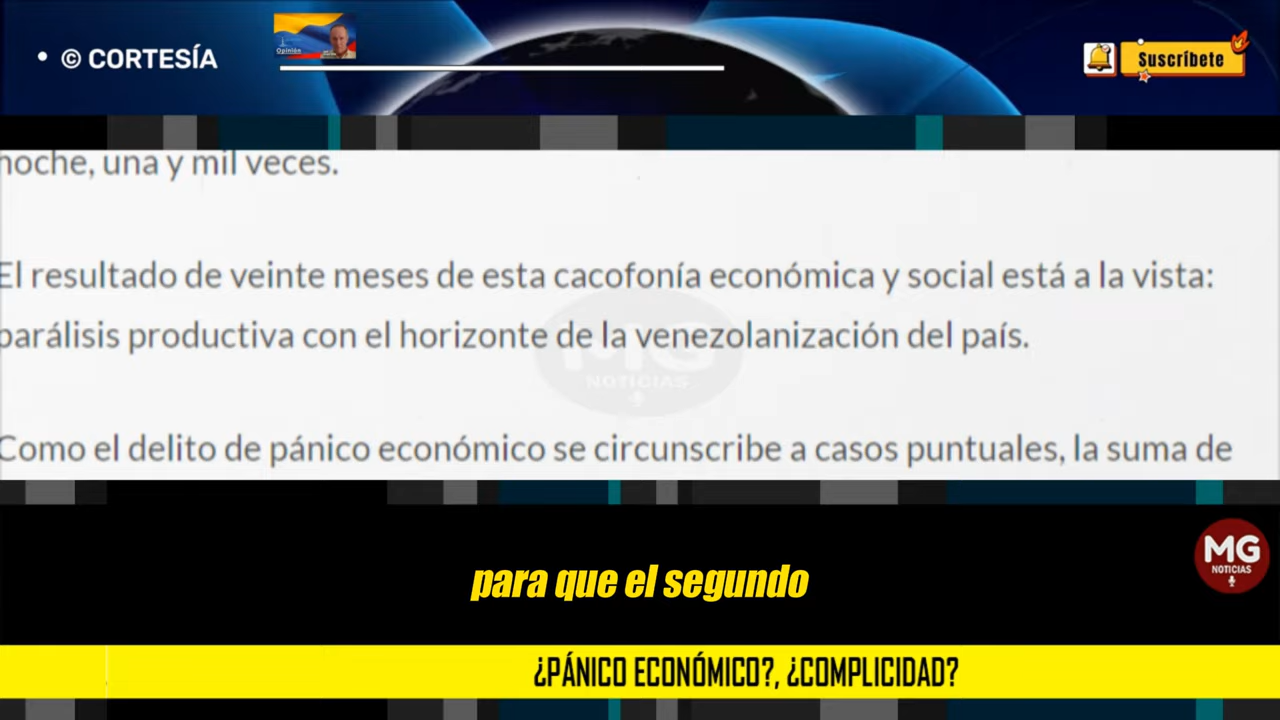 • © CORTESÍA
Opinión
Suscríbete
noche, una y mil veces.
El resultado de veinte meses de esta cacofonía económica y social está a la vista:
parálisis productiva con el horizonte de la venezolanización del país.
MG
NOTICIAS
Como el delito de pánico económico se circunscribe a casos puntuales, la suma de
para que el segundo
MG
NOTICIAS
¿PÁNICO ECONÓMICO?, ¿COMPLICIDAD?